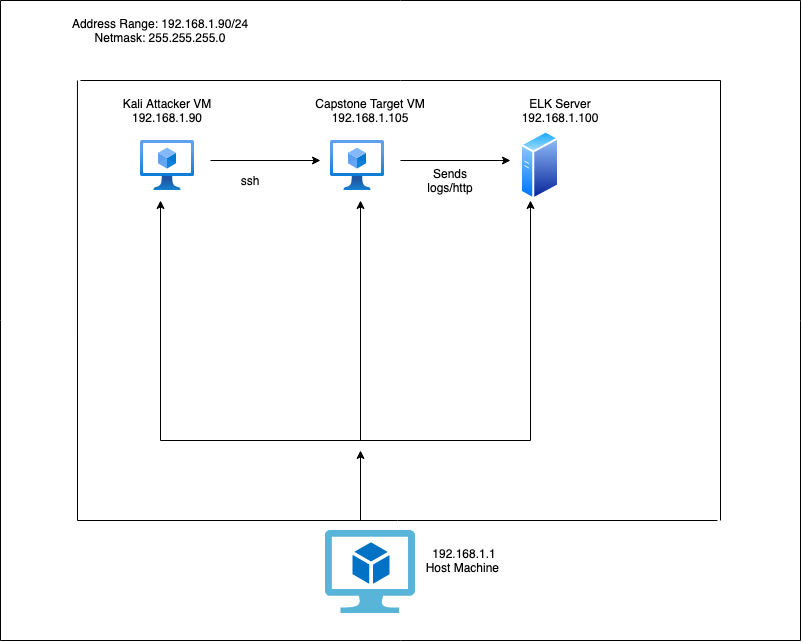 Address Range: 192.168.1.90/24
Netmask: 255.255.255.0
Kali Attacker VM
192.168.1.90
Capstone Target VM
192.168.1.105
ELK Server
192.168.1.100
ssh
Sends
logs/http
192.168.1.1
Host Machine